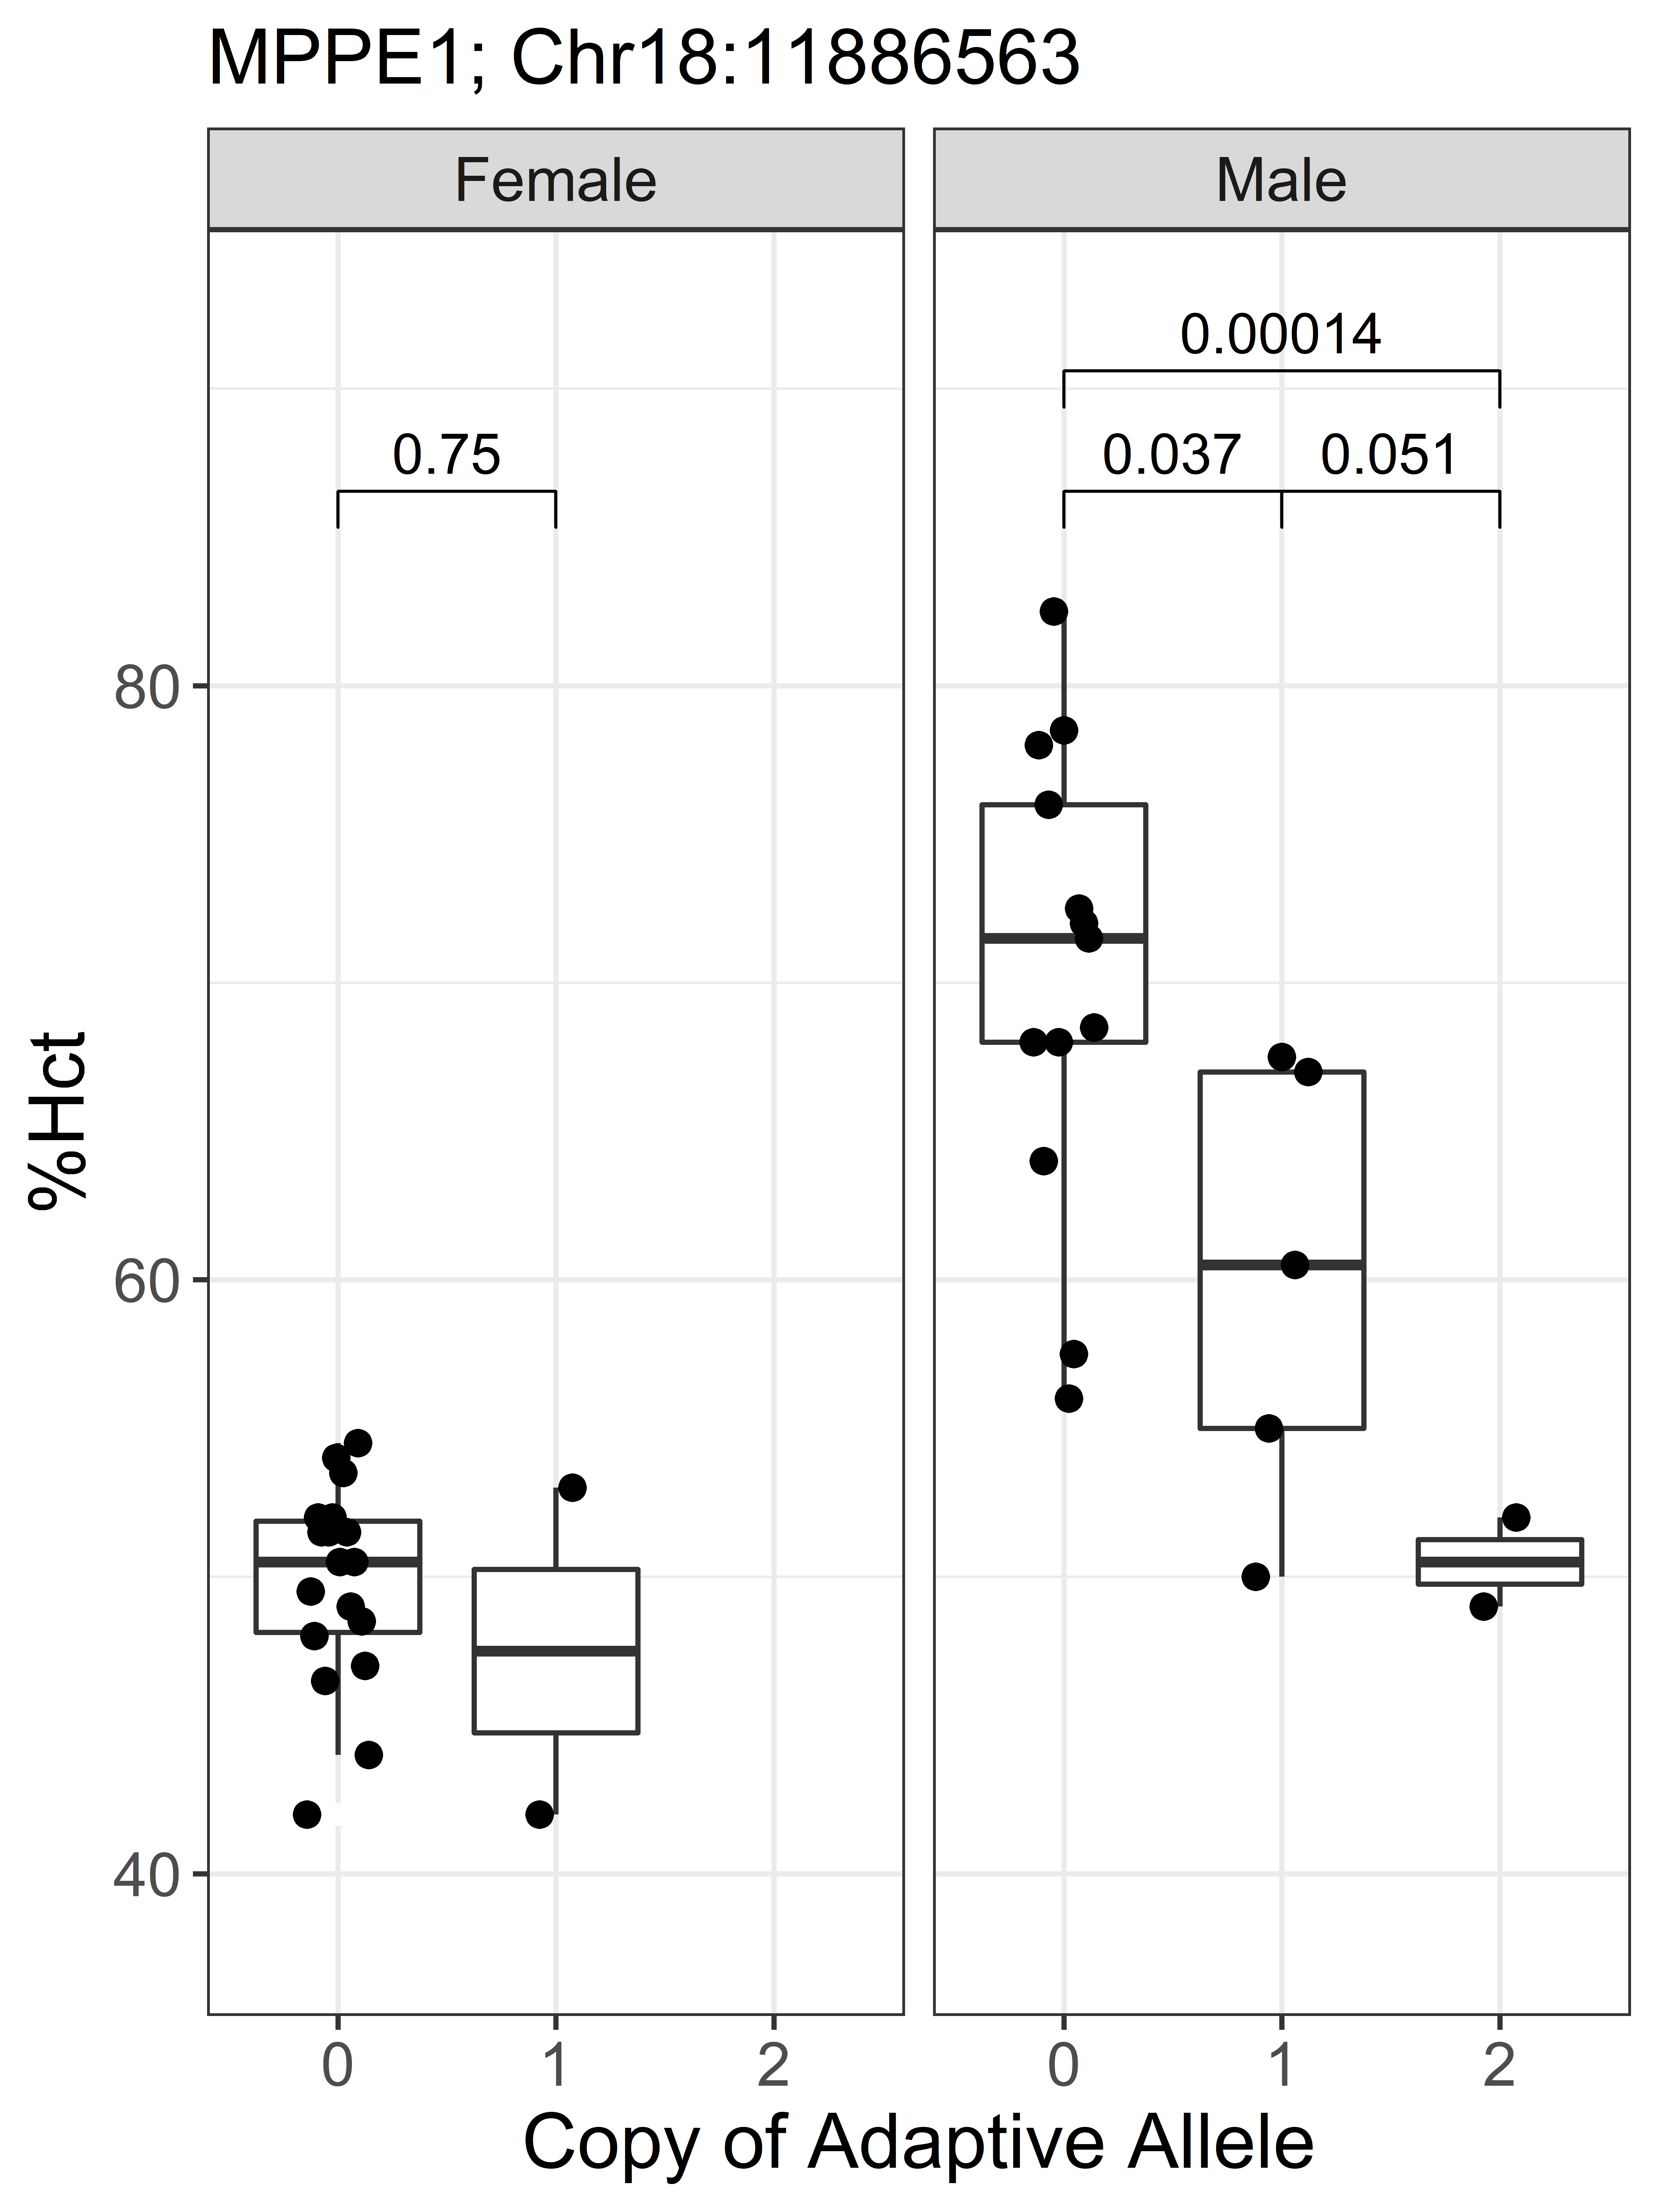 MPPE1; Chr18:11886563
Female
Male
0.00014
0.75
0.037
0.051
%Hct
80
60
40
0
1
2
0
1
2
Copy of Adaptive Allele